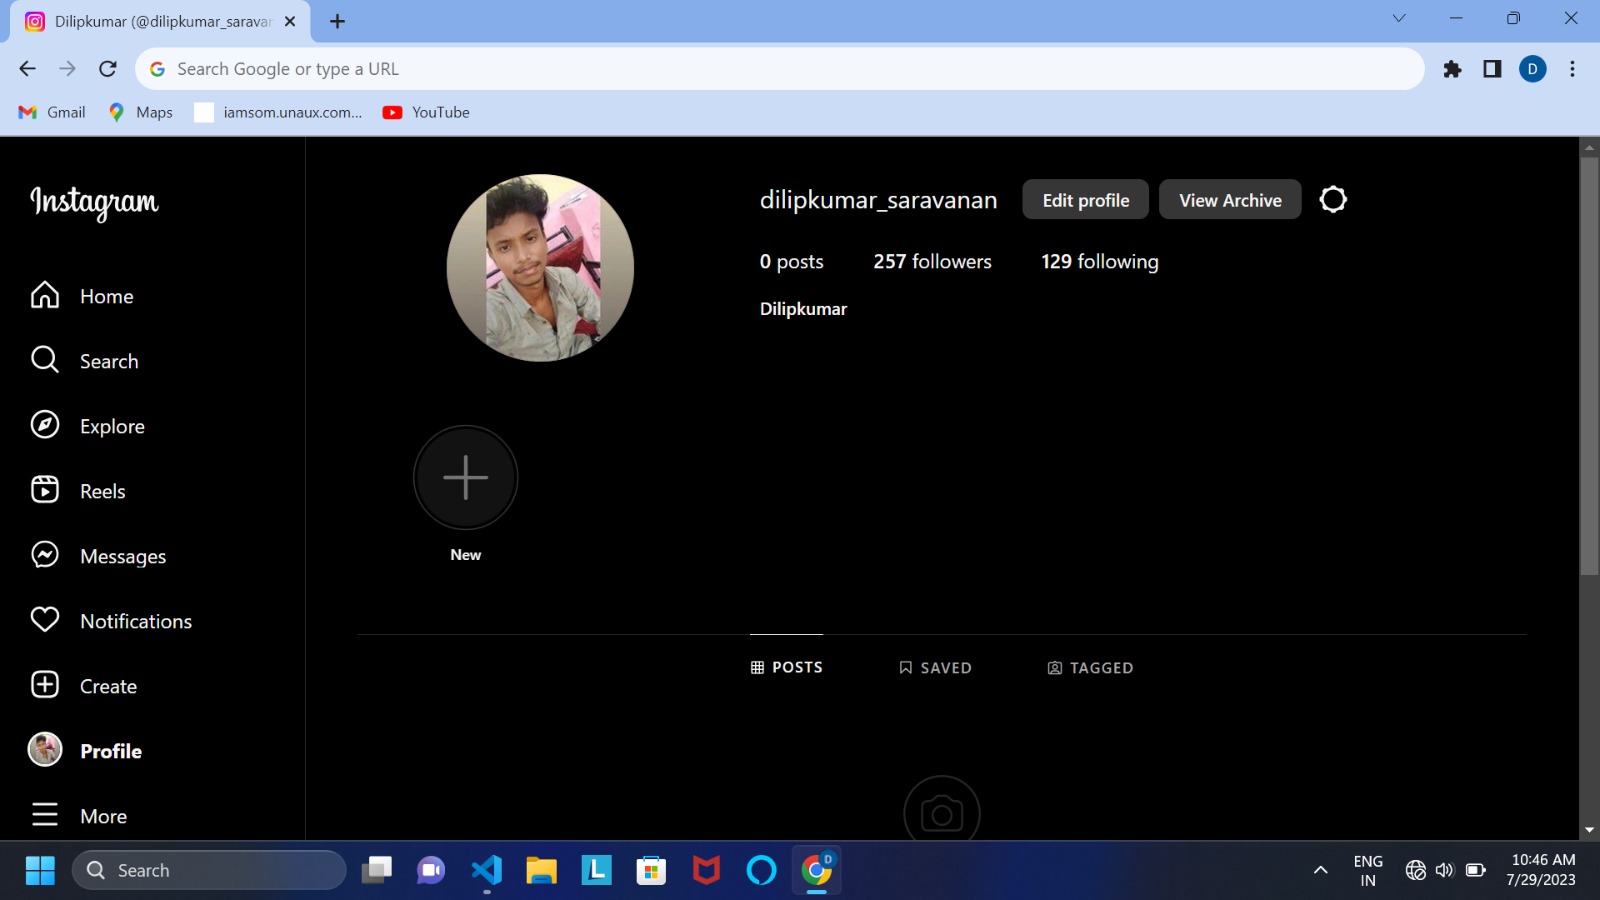 Dilipkumar (@dilipkumar_sarava
Search Google or type a URL
D
Gmail
Maps
iamsom.unaux.com...
YouTube
Instagram
Home
Search
Explore
Reels
Messages
Notifications
Create
Profile
More
dilipkumar_saravanan
Edit profile
View Archive
0 posts
257 followers
129 following
Dilipkumar
New
POSTS
SAVED
TAGGED
Search
L
D
ENG
IN
10:46 AM
7/29/2023